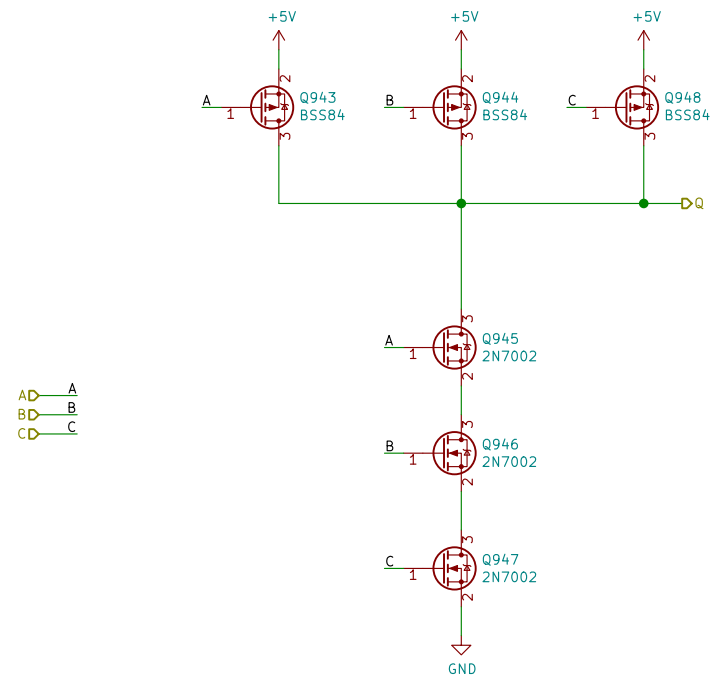 +5V +5V +5V
2 2 2
A 1 Q943 B 1 Q944 C 1 Q948
BSS84 BSS84 BSS84
3 3 3
Q
3
A 1 Q945
2N7002
2
A A
B B
C C
3
B 1 Q946
2N7002
2
3
C 1 Q947
2N7002
2
GND